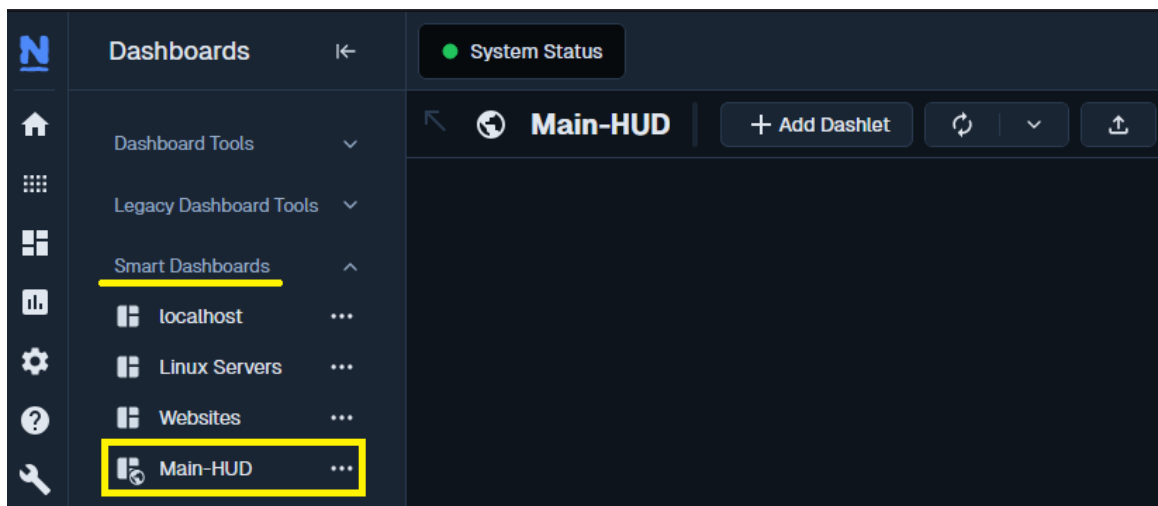 N
Dashboards
System Status
Main-HUD
Add Dashlet
Dashboard Tools
Legacy Dashboard Tools
Smart Dashboards
localhost
Linux Servers
Websites
Main-HUD